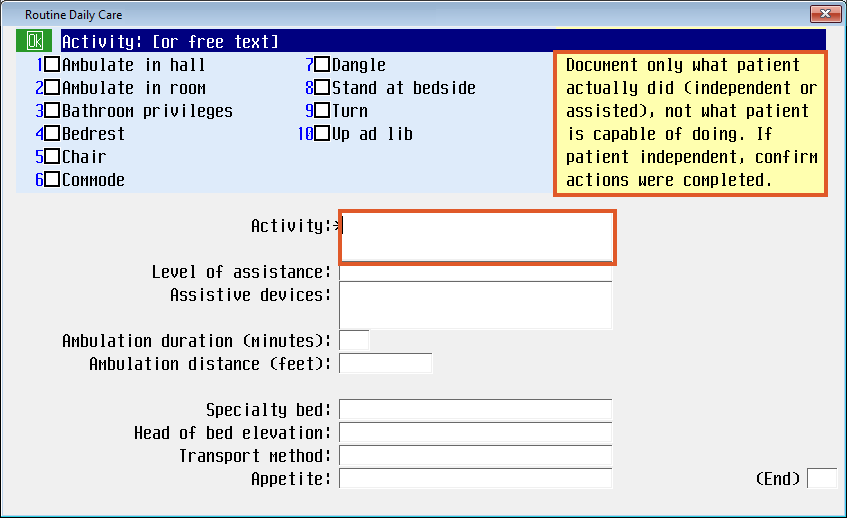 Routine Daily Care
Ok Activity: [or free text]
1 Ambulate in hall
2 Ambulate in room
3 Bathroom privileges
4 Bedrest
5 Chair
6 Commode
7 Dangle
8 Stand at bedside
9 Turn
10 Up ad lib
Document only what patient
actually did (independent or
assisted), not what patient
is capable of doing. If
patient independent, confirm
actions were completed.
Activity:*
Level of assistance:
Assistive devices:
Ambulation duration (minutes):
Ambulation distance (feet):
Specialty bed:
Head of bed elevation:
Transport method:
Appetite:
(End)